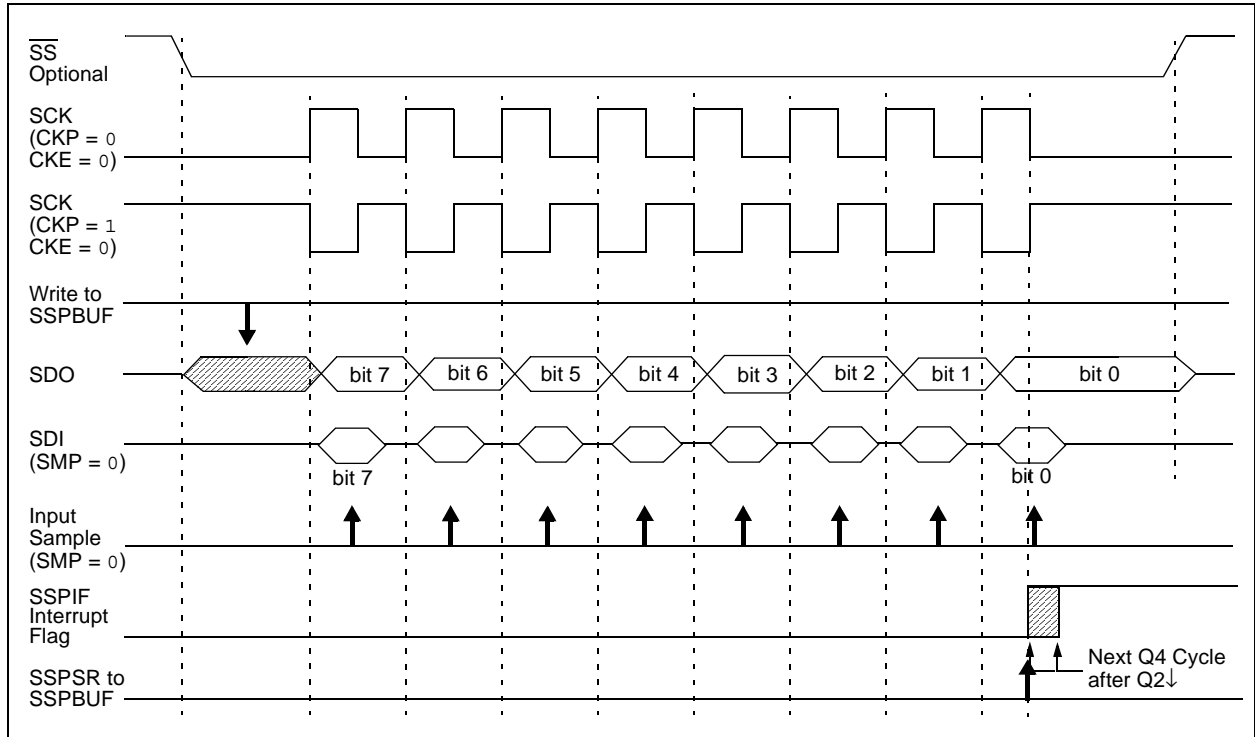 SS
Optional
SCK
(CKP = 0
CKE = 0)
SCK
(CKP = 1
CKE = 0)
Write to
SSPBUF
SDO
bit 7
bit 6
bit 5
bit 4
bit 3
bit 2
bit 1
bit 0
SDI
(SMP = 0)
bit 7
bit 0
Input
Sample
(SMP = 0)
SSPIF
Interrupt
Flag
Next Q4 Cycle
after Q2↓
SSPSR to
SSPBUF